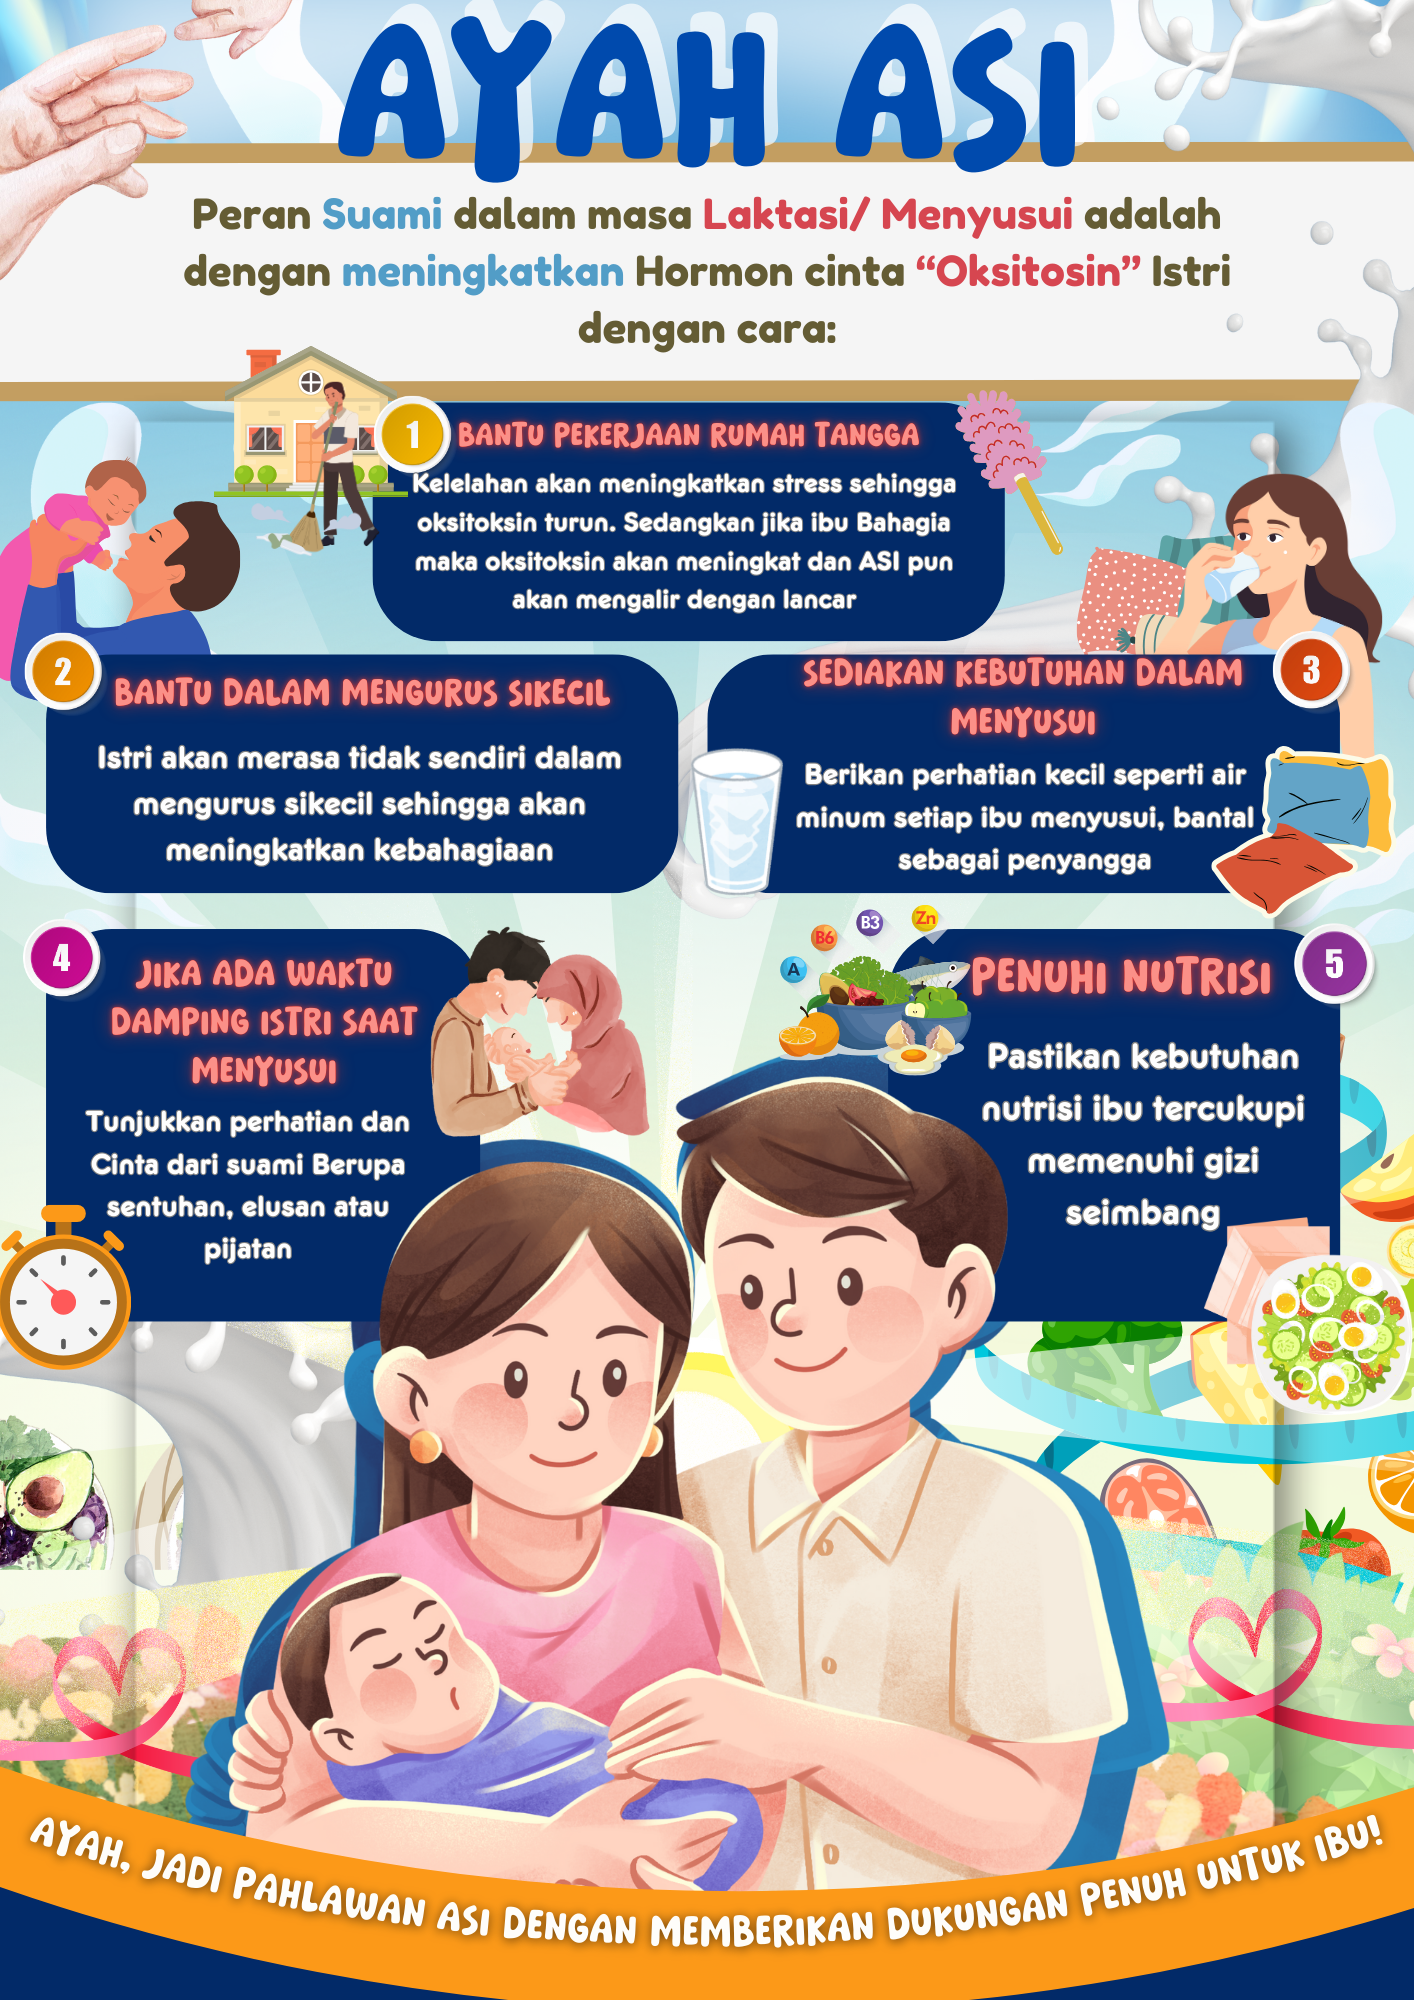 AYAH ASI
Peran Suami dalam masa Laktasi/ Menyusui adalah
dengan meningkatkan Hormon cinta “Oksitosin” Istri
dengan cara:
1
BANTU PEKERJAAN RUMAH TANGGA
Kelelahan akan meningkatkan stress sehingga
oksitoksin turun. Sedangkan jika ibu Bahagia
maka oksitoksin akan meningkat dan ASI pun
akan mengalir dengan lancar
2
BANTU DALAM MENGURUS SIKECIL
Istri akan merasa tidak sendiri dalam
mengurus sikecil sehingga akan
meningkatkan kebahagiaan
3
SEDIAKAN KEBUTUHAN DALAM
MENYUSUI
Berikan perhatian kecil seperti air
minum setiap ibu menyusui, bantal
sebagai penyangga
4
JIKA ADA WAKTU
DAMPING ISTRI SAAT
MENYUSUI
Tunjukkan perhatian dan
Cinta dari suami Berupa
sentuhan, elusan atau
pijatan
A
B6
B3
Zn
5
PENUHI NUTRISI
Pastikan kebutuhan
nutrisi ibu tercukupi
memenuhi gizi
seimbang
AYAH, JADI PAHLAWAN ASI DENGAN MEMBERIKAN DUKUNGAN PENUH UNTUK IBU!